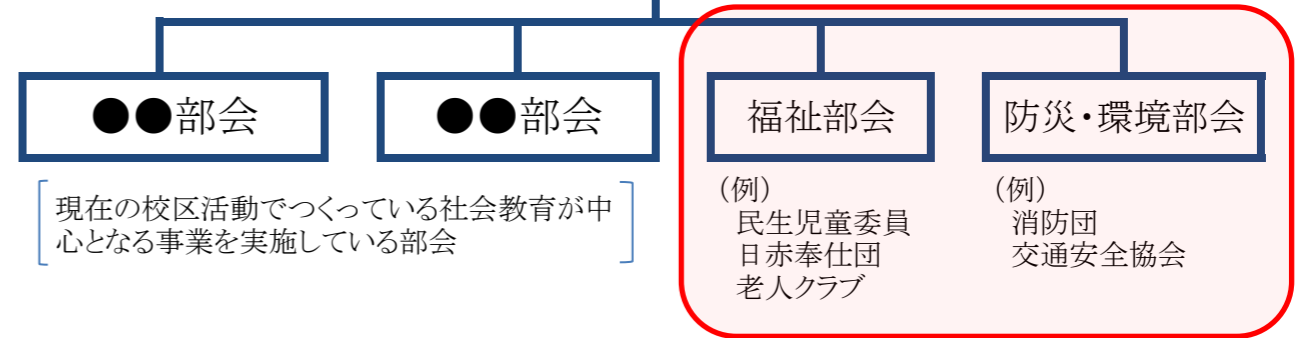 ●●部会
●●部会
福祉部会
防災・環境部会
現在の校区活動でつくっている社会教育が中
心となる事業を実施している部会
(例)
民生児童委員
日赤奉仕団
老人クラブ
(例)
消防団
交通安全協会